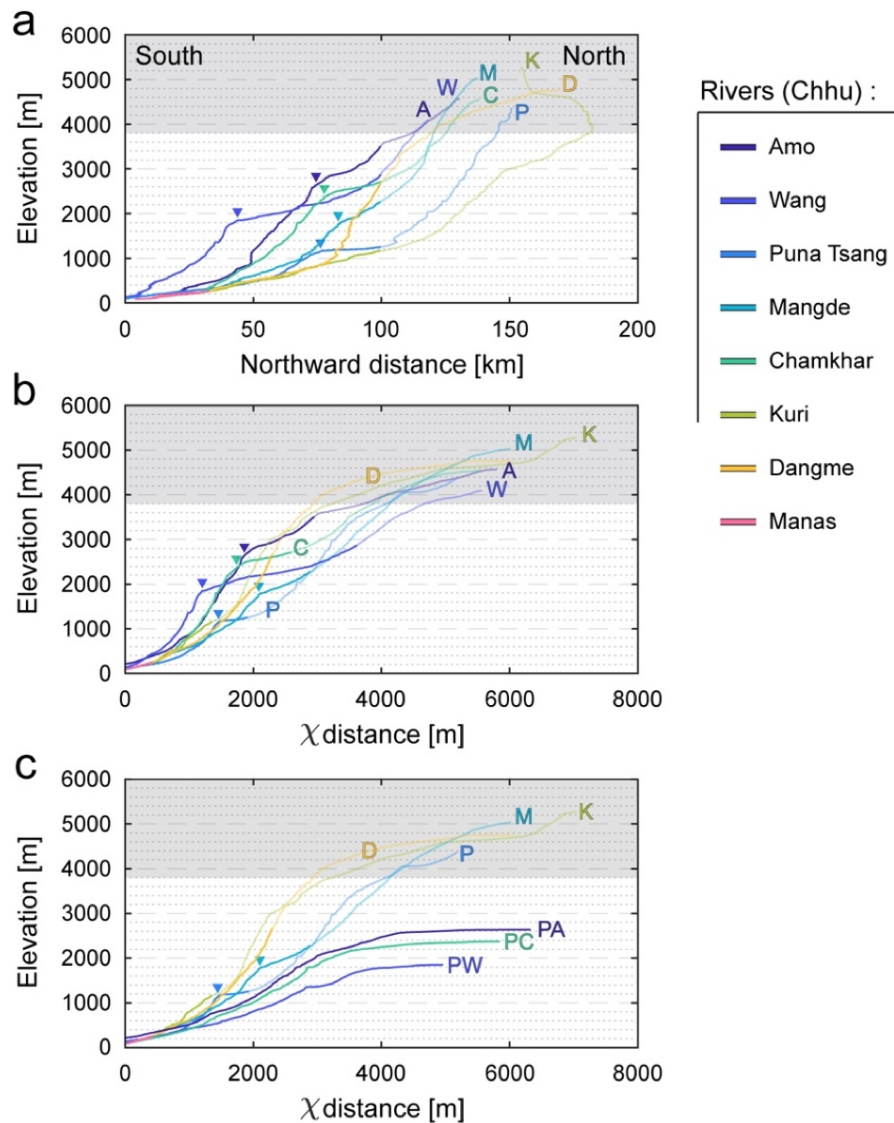 a
6000
5000
4000
3000
2000
1000
0
Elevation [m]
South
North
A
W
M
C
K
D
P
0
50
100
150
200
Northward distance [km]
Rivers (Chhu) :
Amo
Wang
Puna Tsang
Mangde
Chamkhar
Kuri
Dangme
Manas
b
6000
5000
4000
3000
2000
1000
0
Elevation [m]
D
M
K
A
W
C
P
0
2000
4000
6000
8000
χ distance [m]
c
6000
5000
4000
3000
2000
1000
0
Elevation [m]
D
M
K
P
PA
PC
PW
0
2000
4000
6000
8000
χ distance [m]